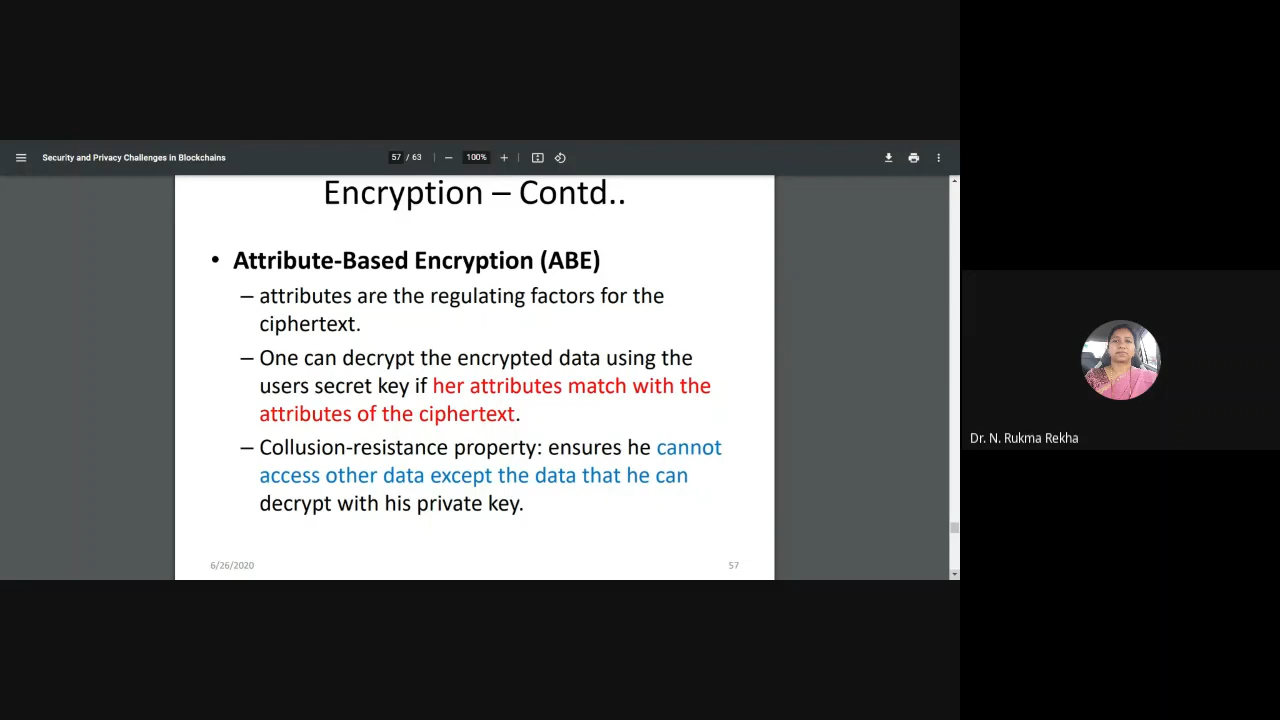 Security and Privacy Challenges in Blockchains
57 / 63
100%
Encryption – Contd..
• Attribute-Based Encryption (ABE)
– attributes are the regulating factors for the
ciphertext.
– One can decrypt the encrypted data using the
users secret key if her attributes match with the
attributes of the ciphertext.
– Collusion-resistance property: ensures he cannot
access other data except the data that he can
decrypt with his private key.
6/26/2020
57
Dr. N. Rukma Rekha